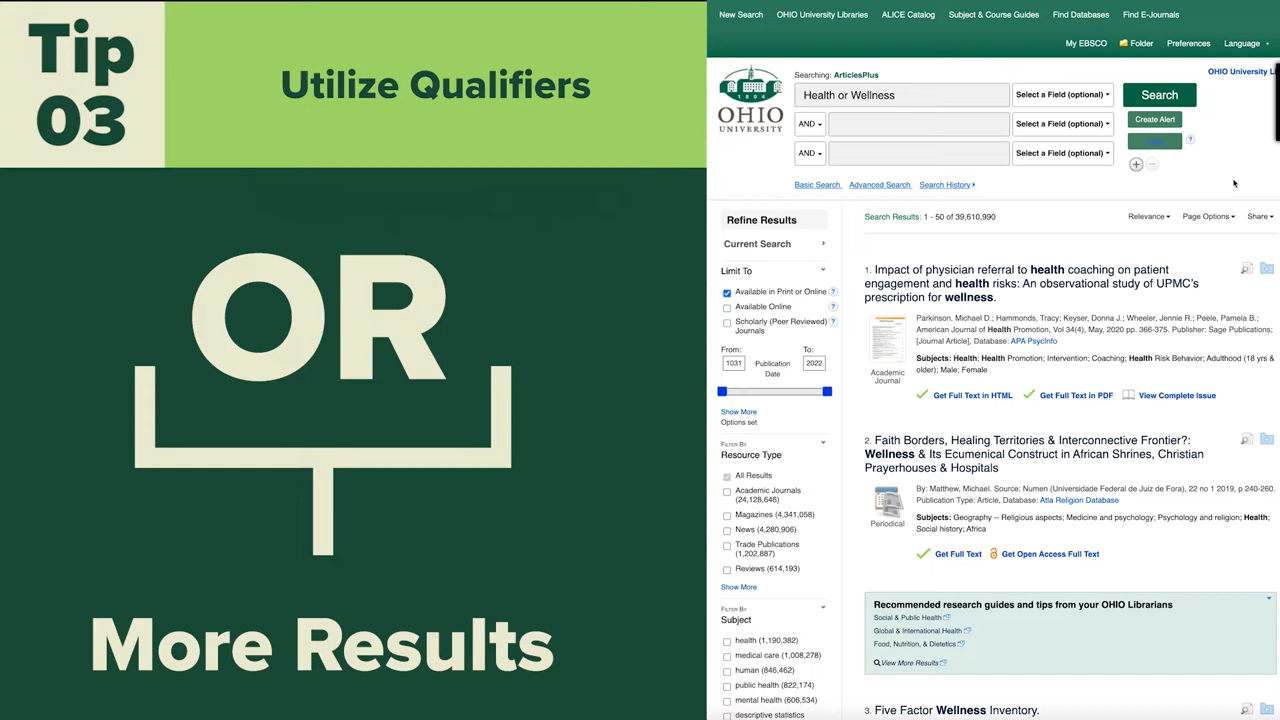 Tip
03
Utilize Qualifiers
OR
More Results
New Search
OHIO University Libraries
ALICE Catalog
Subject & Course Guides
Find Databases
Find E-Journals
My EBSCO
Folder
Preferences
Language
1804
OHIO
UNIVERSITY
Searching: ArticlesPlus
OHIO University L
Health or Wellness
Select a Field (optional)
Search
AND
Select a Field (optional)
Create Alert
AND
Select a Field (optional)
?
Basic Search
Advanced Search
Search History
Refine Results
Current Search
Limit To
Available in Print or Online ?
Available Online ?
Scholarly (Peer Reviewed) ?
Journals
From:
To:
1031
Publication
Date
2022
Show More
Options set
FILTER BY
Resource Type
All Results
Academic Journals
(24,128,646)
Magazines (4,341,058)
News (4,280,906)
Trade Publications
(1,202,887)
Reviews (614,193)
Show More
FILTER BY
Subject
health (1,190,382)
medical care (1,008,278)
human (846,462)
public health (822,174)
mental health (606,534)
descriptive statistics
Search Results: 1 - 50 of 39,610,990
Relevance
Page Options
Share
1. Impact of physician referral to health coaching on patient
engagement and health risks: An observational study of UPMC's
prescription for wellness.
Parkinson, Michael D.; Hammonds, Tracy; Keyser, Donna J.; Wheeler, Jennie R.; Peele, Pamela B.;
American Journal of Health Promotion, Vol 34(4), May, 2020 pp. 366-375. Publisher: Sage Publications;
[Journal Article], Database: APA PsycInfo
Academic
Journal
Subjects: Health; Health Promotion; Intervention; Coaching; Health Risk Behavior; Adulthood (18 yrs &
older); Male; Female
Get Full Text in HTML
Get Full Text in PDF
View Complete Issue
2. Faith Borders, Healing Territories & Interconnective Frontier?:
Wellness & Its Ecumenical Construct in African Shrines, Christian
Prayerhouses & Hospitals
By: Matthew, Michael. Source: Numen (Universidade Federal de Juiz de Fora), 22 no 1 2019, p 240-260.
Publication Type: Article, Database: Atla Religion Database
Periodical
Subjects: Geography -- Religious aspects; Medicine and psychology; Psychology and religion; Health;
Social history; Africa
Get Full Text
Get Open Access Full Text
Recommended research guides and tips from your OHIO Librarians
Social & Public Health
Global & International Health
Food, Nutrition, & Dietetics
View More Results
3. Five Factor Wellness Inventory.